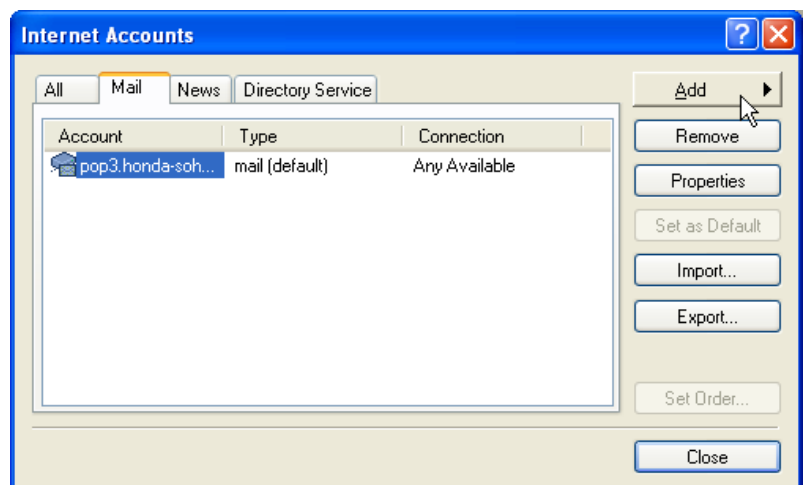 Internet Accounts
All Mail News Directory Service
Add
Account Type Connection
Remove
pop3.honda-soh... mail (default) Any Available
Properties
Set as Default
Import...
Export...
Set Order...
Close